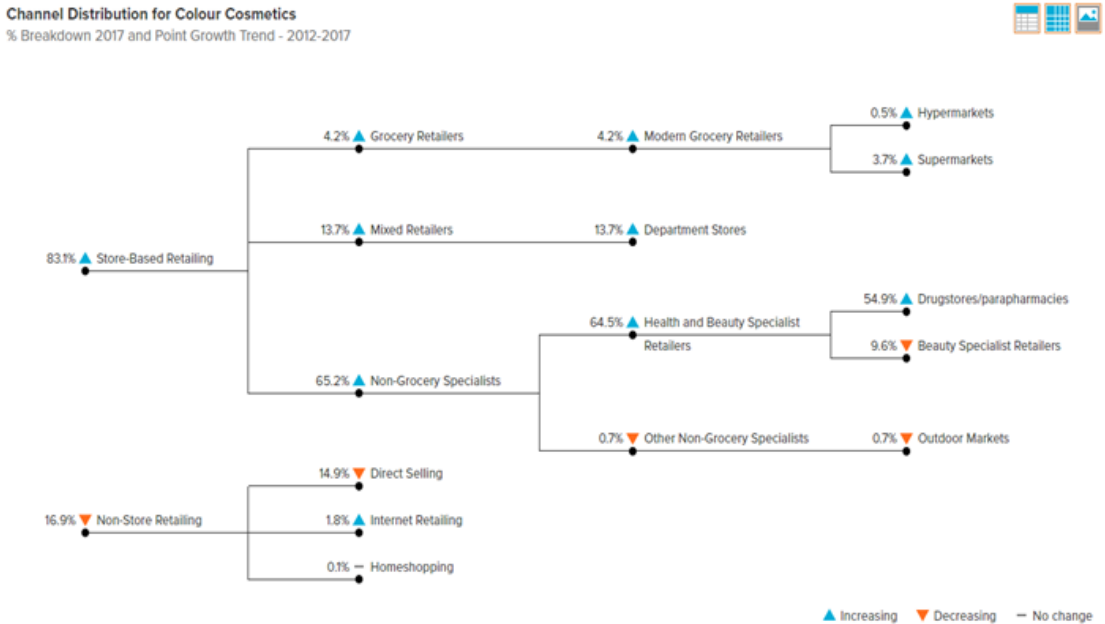 Channel Distribution for Colour Cosmetics
% Breakdown 2017 and Point Growth Trend - 2012-2017
0.5% Hypermarkets
4.2% Grocery Retailers
4.2% Modern Grocery Retailers
3.7% Supermarkets
13.7% Mixed Retailers
13.7% Department Stores
83.1% Store-Based Retailing
54.9% Drugstores/parapharmacies
64.5% Health and Beauty Specialist
Retailers
9.6% Beauty Specialist Retailers
65.2% Non-Grocery Specialists
0.7% Other Non-Grocery Specialists
0.7% Outdoor Markets
14.9% Direct Selling
16.9% Non-Store Retailing
1.8% Internet Retailing
0.1% Homeshopping
Increasing
Decreasing
No change